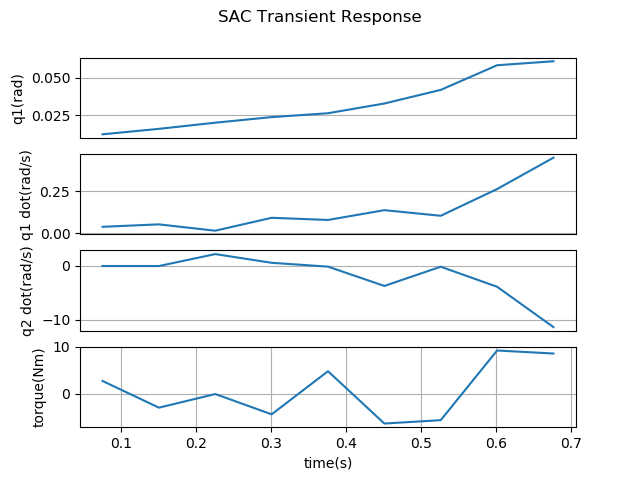 SAC Transient Response
q1(rad)
0.050
0.025
q1 dot(rad/s)
0.25
0.00
q2 dot(rad/s)
0
−10
torque(Nm)
10
0
0.1 0.2 0.3 0.4 0.5 0.6 0.7
time(s)